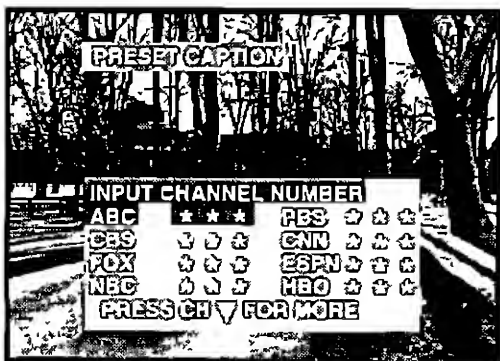 PRESET CAPTION
INPUT CHANNEL NUMBER
ABC ★ ★ ★ PBS ★ ★ ★
CBS ★ ★ ★ CNN ★ ★ ★
FOX ★ ★ ★ ESPN ★ ★ ★
NBC ★ ★ ★ HBO ★ ★ ★
PRESS CH ▽ FOR MORE